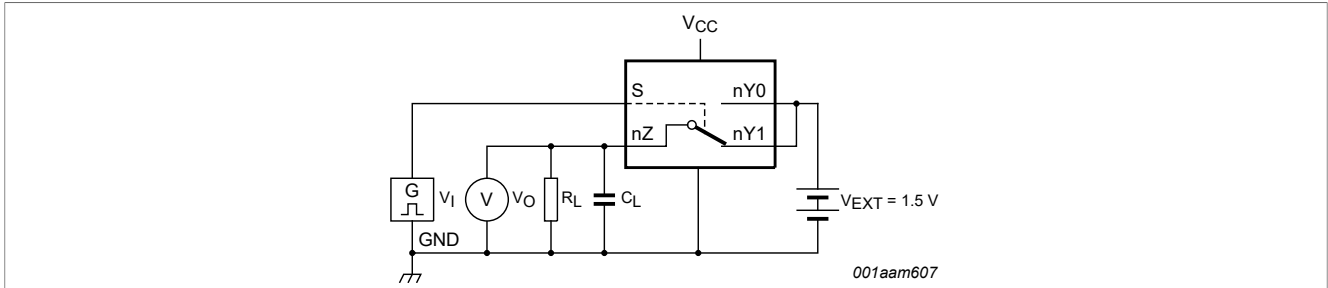 VCC
S
nY0
nZ
nY1
G
VI
V
VO
RL
CL
VEXT = 1.5 V
GND
001aam607